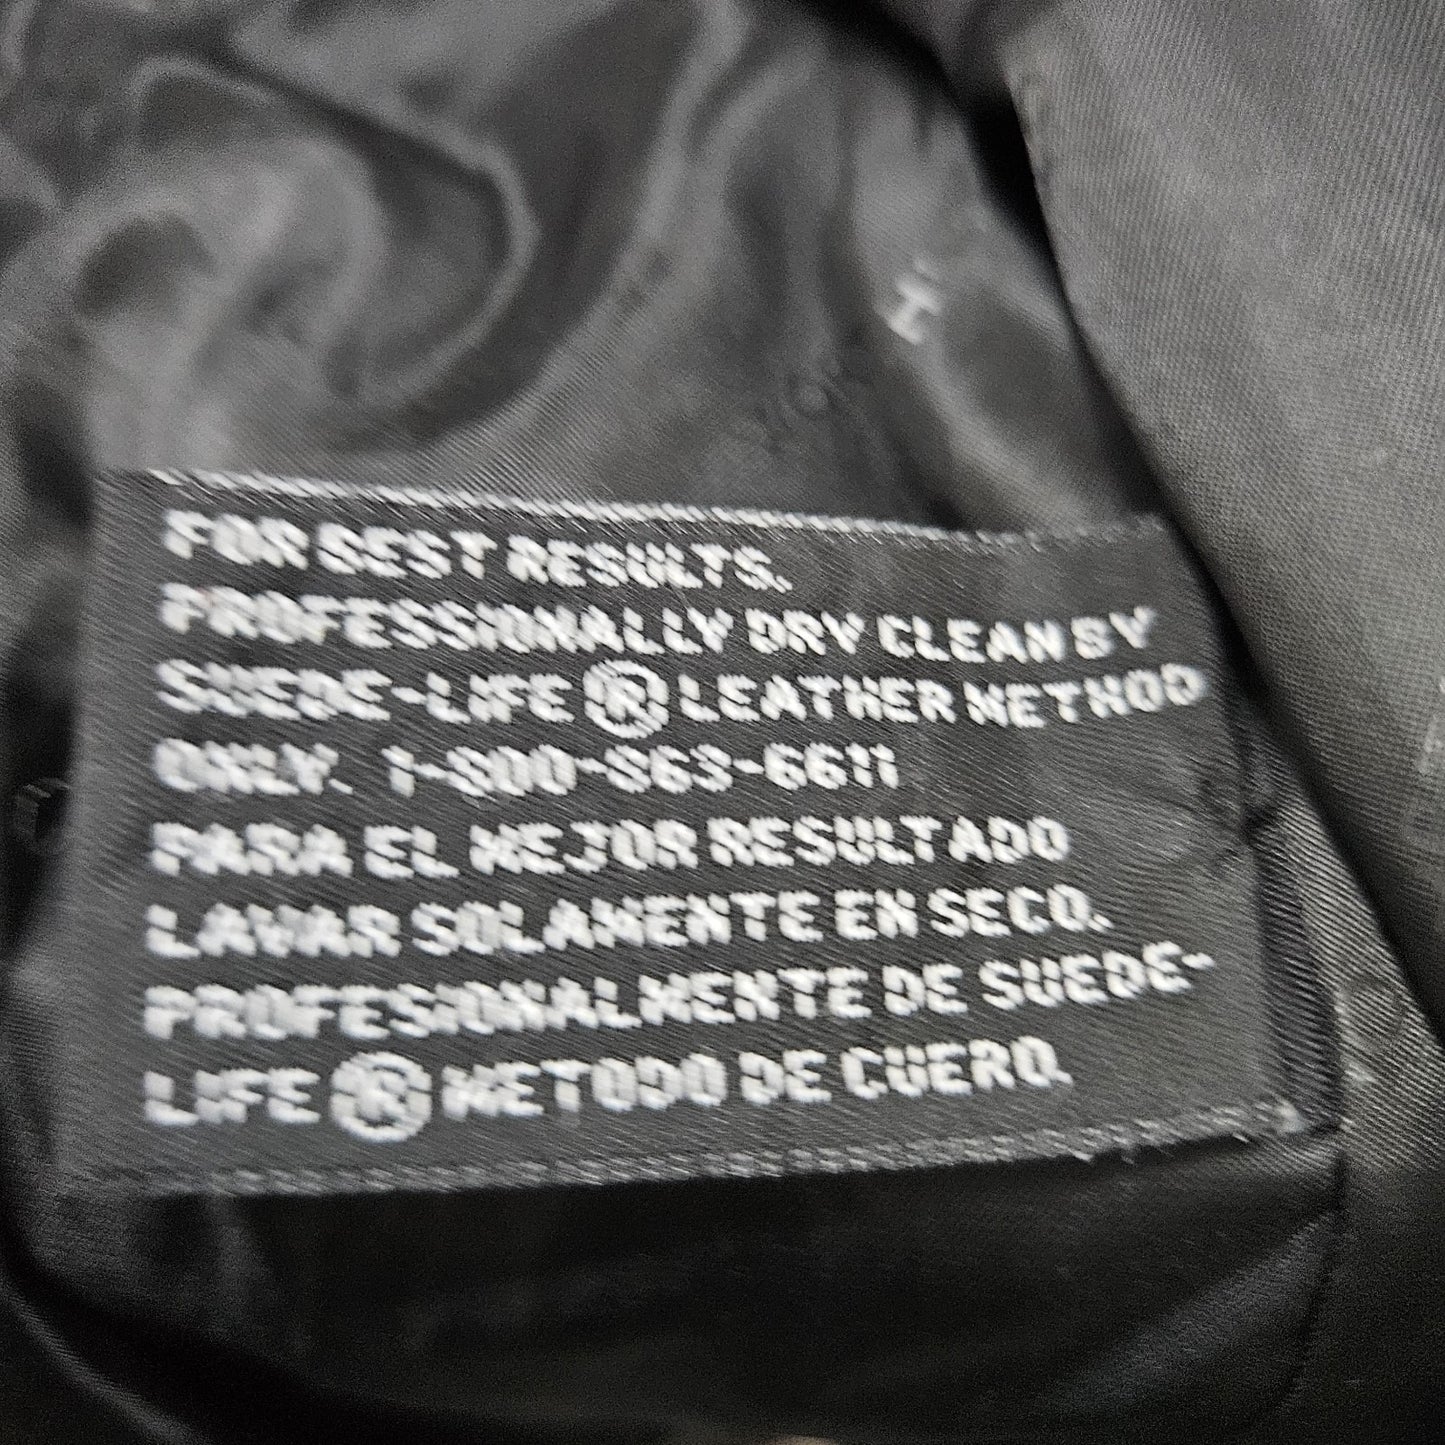 FOR BEST RESULTS,
PROFESSIONALLY DRY CLEAN BY
SUEDE-LIFE® LEATHER METHOD
ONLY. 1-800-863-6611
PARA EL MEJOR RESULTADO
LAVAR SOLAMENTE EN SECO.
PROFESIONALMENTE DE SUEDE-
LIFE® METODO DE CUERO.